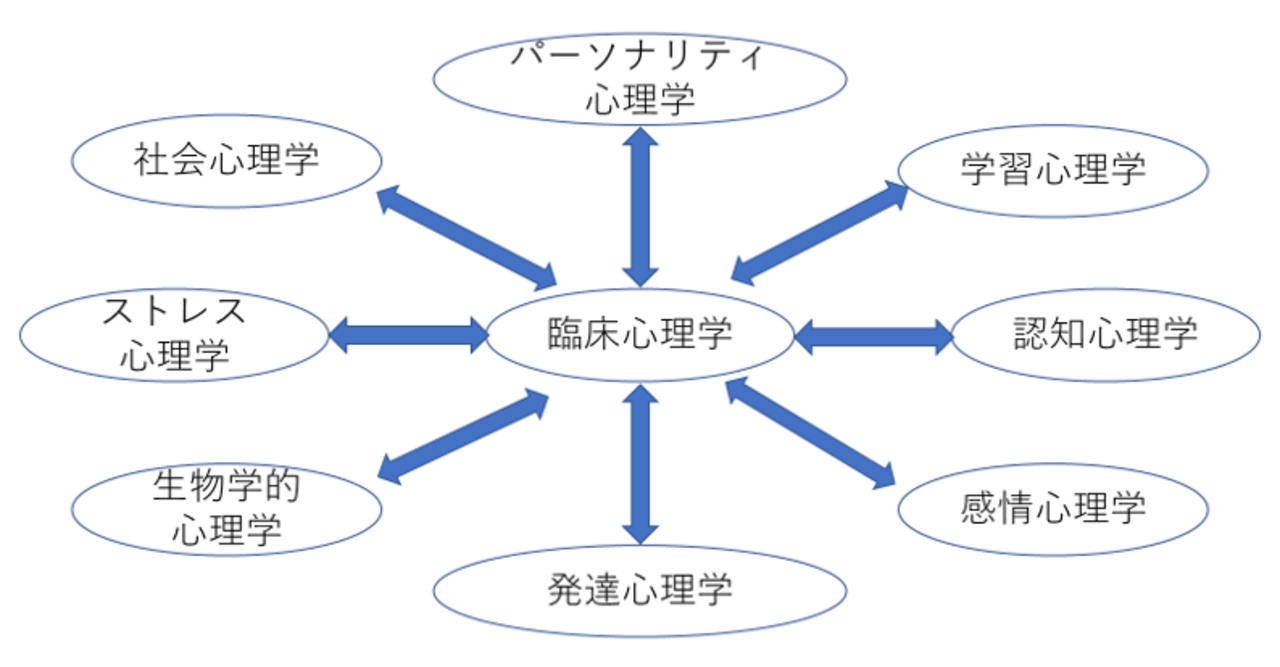 パーソナリティ
心理学
社会心理学
学習心理学
ストレス
心理学
臨床心理学
認知心理学
生物学的
心理学
感情心理学
発達心理学